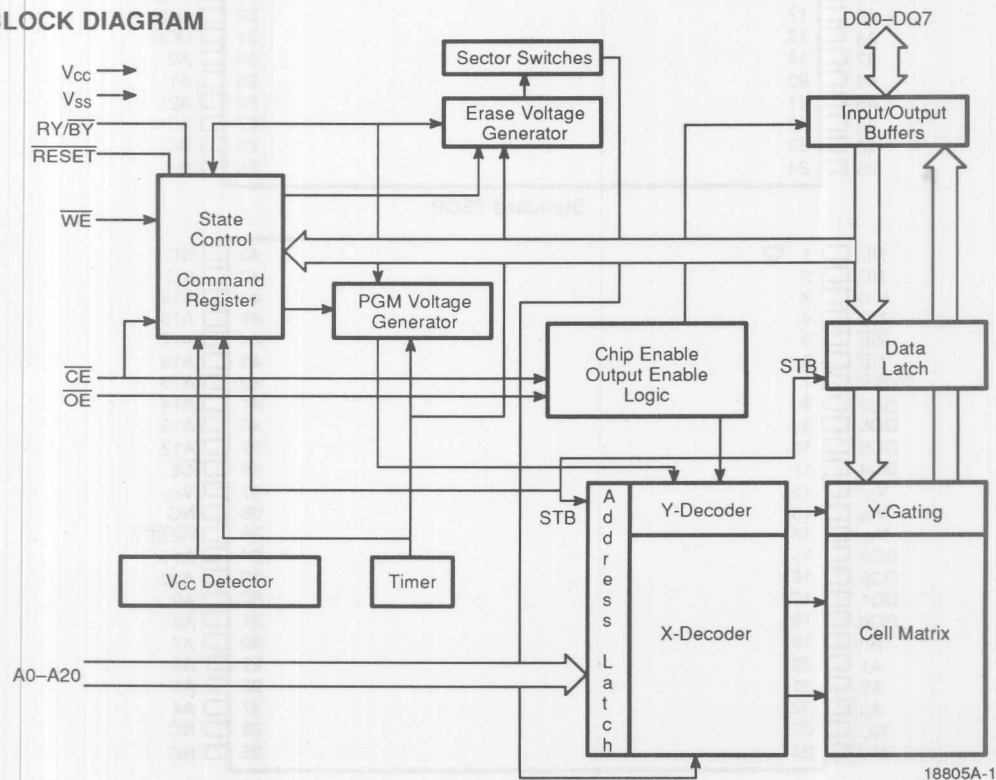 BLOCK DIAGRAM
DQ0–DQ7
Sector Switches
VCC
VSS
Erase Voltage
Generator
Input/Output
Buffers
RY/BY
RESET
WE
State
Control
Command
Register
PGM Voltage
Generator
Chip Enable
Output Enable
Logic
STB
Data
Latch
CE
OE
STB
Address Latch
Y-Decoder
Y-Gating
Vcc Detector
Timer
X-Decoder
Cell Matrix
A0–A20
18805A-1